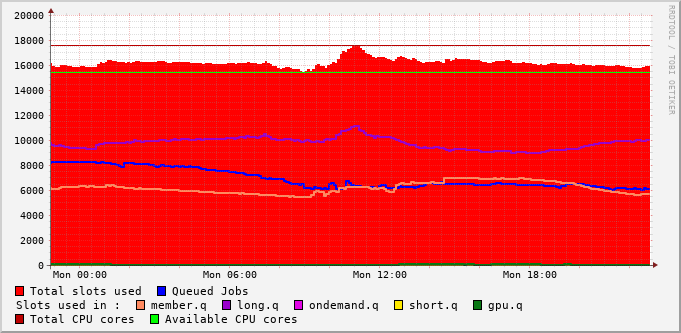 20000
18000
16000
14000
12000
10000
8000
6000
4000
2000
0
Mon 00:00 Mon 06:00 Mon 12:00 Mon 18:00
RRDTOOL / TOBI OETIKER
Total slots used Queued Jobs
Slots used in : member.q long.q ondemand.q short.q gpu.q
Total CPU cores Available CPU cores